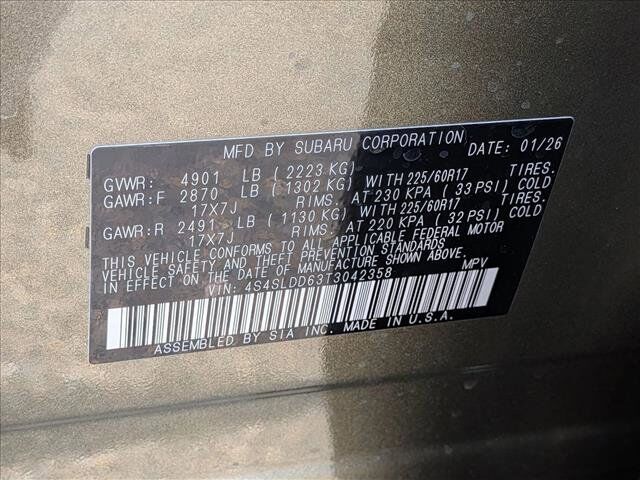 MFD BY SUBARU CORPORATION DATE: 01/26
GVWR: 4901 LB (2223 KG)
GAWR:F 2870 LB (1302 KG) WITH 225/60R17 TIRES.
17X7J RIMS. AT 230 KPA (33 PSI) COLD
GAWR:R 2491 LB (1130 KG) WITH 225/60R17 TIRES.
17X7J RIMS. AT 220 KPA (32 PSI) COLD
THIS VEHICLE CONFORMS TO ALL APPLICABLE FEDERAL MOTOR
VEHICLE SAFETY AND THEFT PREVENTION STANDARDS
IN EFFECT ON THE DATE OF MANUFACTURE SHOWN ABOVE.
VIN: 4S4SLDD63T3042358 MPV
ASSEMBLED BY SIA INC. MADE IN U.S.A.